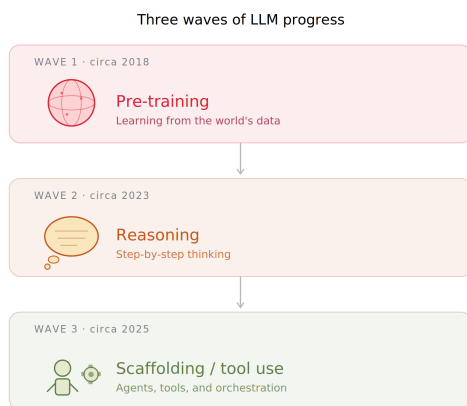 Three waves of LLM progress
WAVE 1 · circa 2018
Pre-training
Learning from the world's data
WAVE 2 · circa 2023
Reasoning
Step-by-step thinking
WAVE 3 · circa 2025
Scaffolding / tool use
Agents, tools, and orchestration